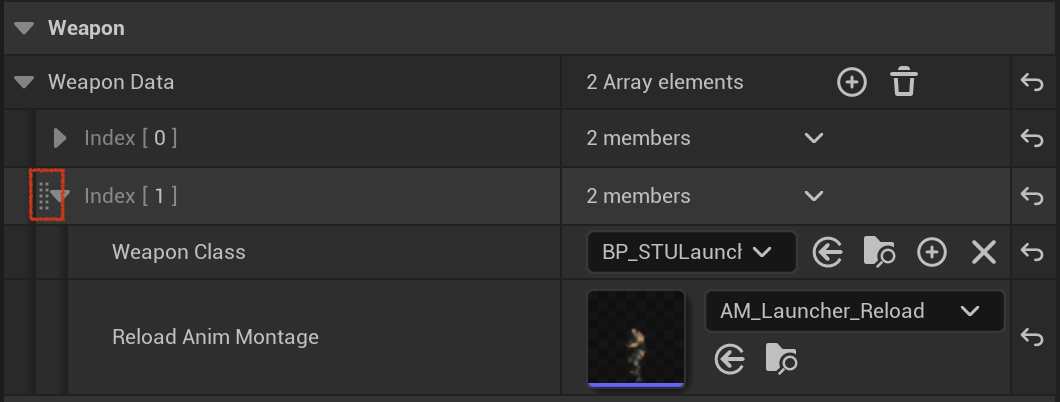 Weapon
Weapon Data 2 Array elements
Index [ 0 ] 2 members
Index [ 1 ] 2 members
Weapon Class BP_STULaunch
Reload Anim Montage AM_Launcher_Reload